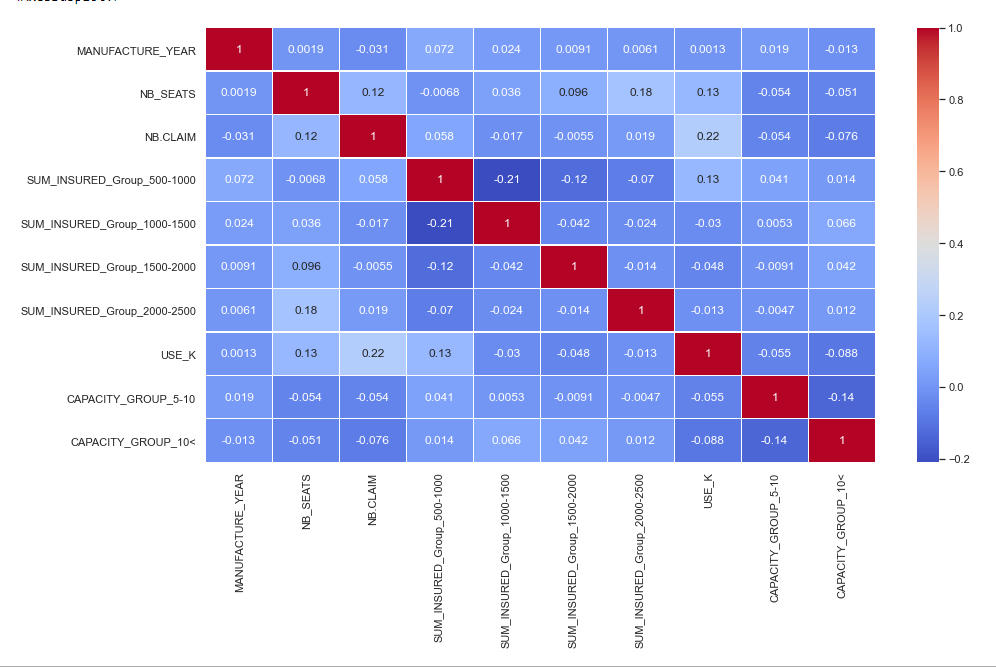 MANUFACTURE_YEAR 1 0.0019 -0.031 0.072 0.024 0.0091 0.0061 0.0013 0.019 -0.013
NB_SEATS 0.0019 1 0.12 -0.0068 0.036 0.096 0.18 0.13 -0.054 -0.051
NB.CLAIM -0.031 0.12 1 0.058 -0.017 -0.0055 0.019 0.22 -0.054 -0.076
SUM_INSURED_Group_500-1000 0.072 -0.0068 0.058 1 -0.21 -0.12 -0.07 0.13 0.041 0.014
SUM_INSURED_Group_1000-1500 0.024 0.036 -0.017 -0.21 1 -0.042 -0.024 -0.03 0.0053 0.066
SUM_INSURED_Group_1500-2000 0.0091 0.096 -0.0055 -0.12 -0.042 1 -0.014 -0.048 -0.0091 0.042
SUM_INSURED_Group_2000-2500 0.0061 0.18 0.019 -0.07 -0.024 -0.014 1 -0.013 -0.0047 0.012
USE_K 0.0013 0.13 0.22 0.13 -0.03 -0.048 -0.013 1 -0.055 -0.088
CAPACITY_GROUP_5-10 0.019 -0.054 -0.054 0.041 0.0053 -0.0091 -0.0047 -0.055 1 -0.14
CAPACITY_GROUP_10< -0.013 -0.051 -0.076 0.014 0.066 0.042 0.012 -0.088 -0.14 1
MANUFACTURE_YEAR
NB_SEATS
NB.CLAIM
SUM_INSURED_Group_500-1000
SUM_INSURED_Group_1000-1500
SUM_INSURED_Group_1500-2000
SUM_INSURED_Group_2000-2500
USE_K
CAPACITY_GROUP_5-10
CAPACITY_GROUP_10<
1.0
0.8
0.6
0.4
0.2
0.0
-0.2